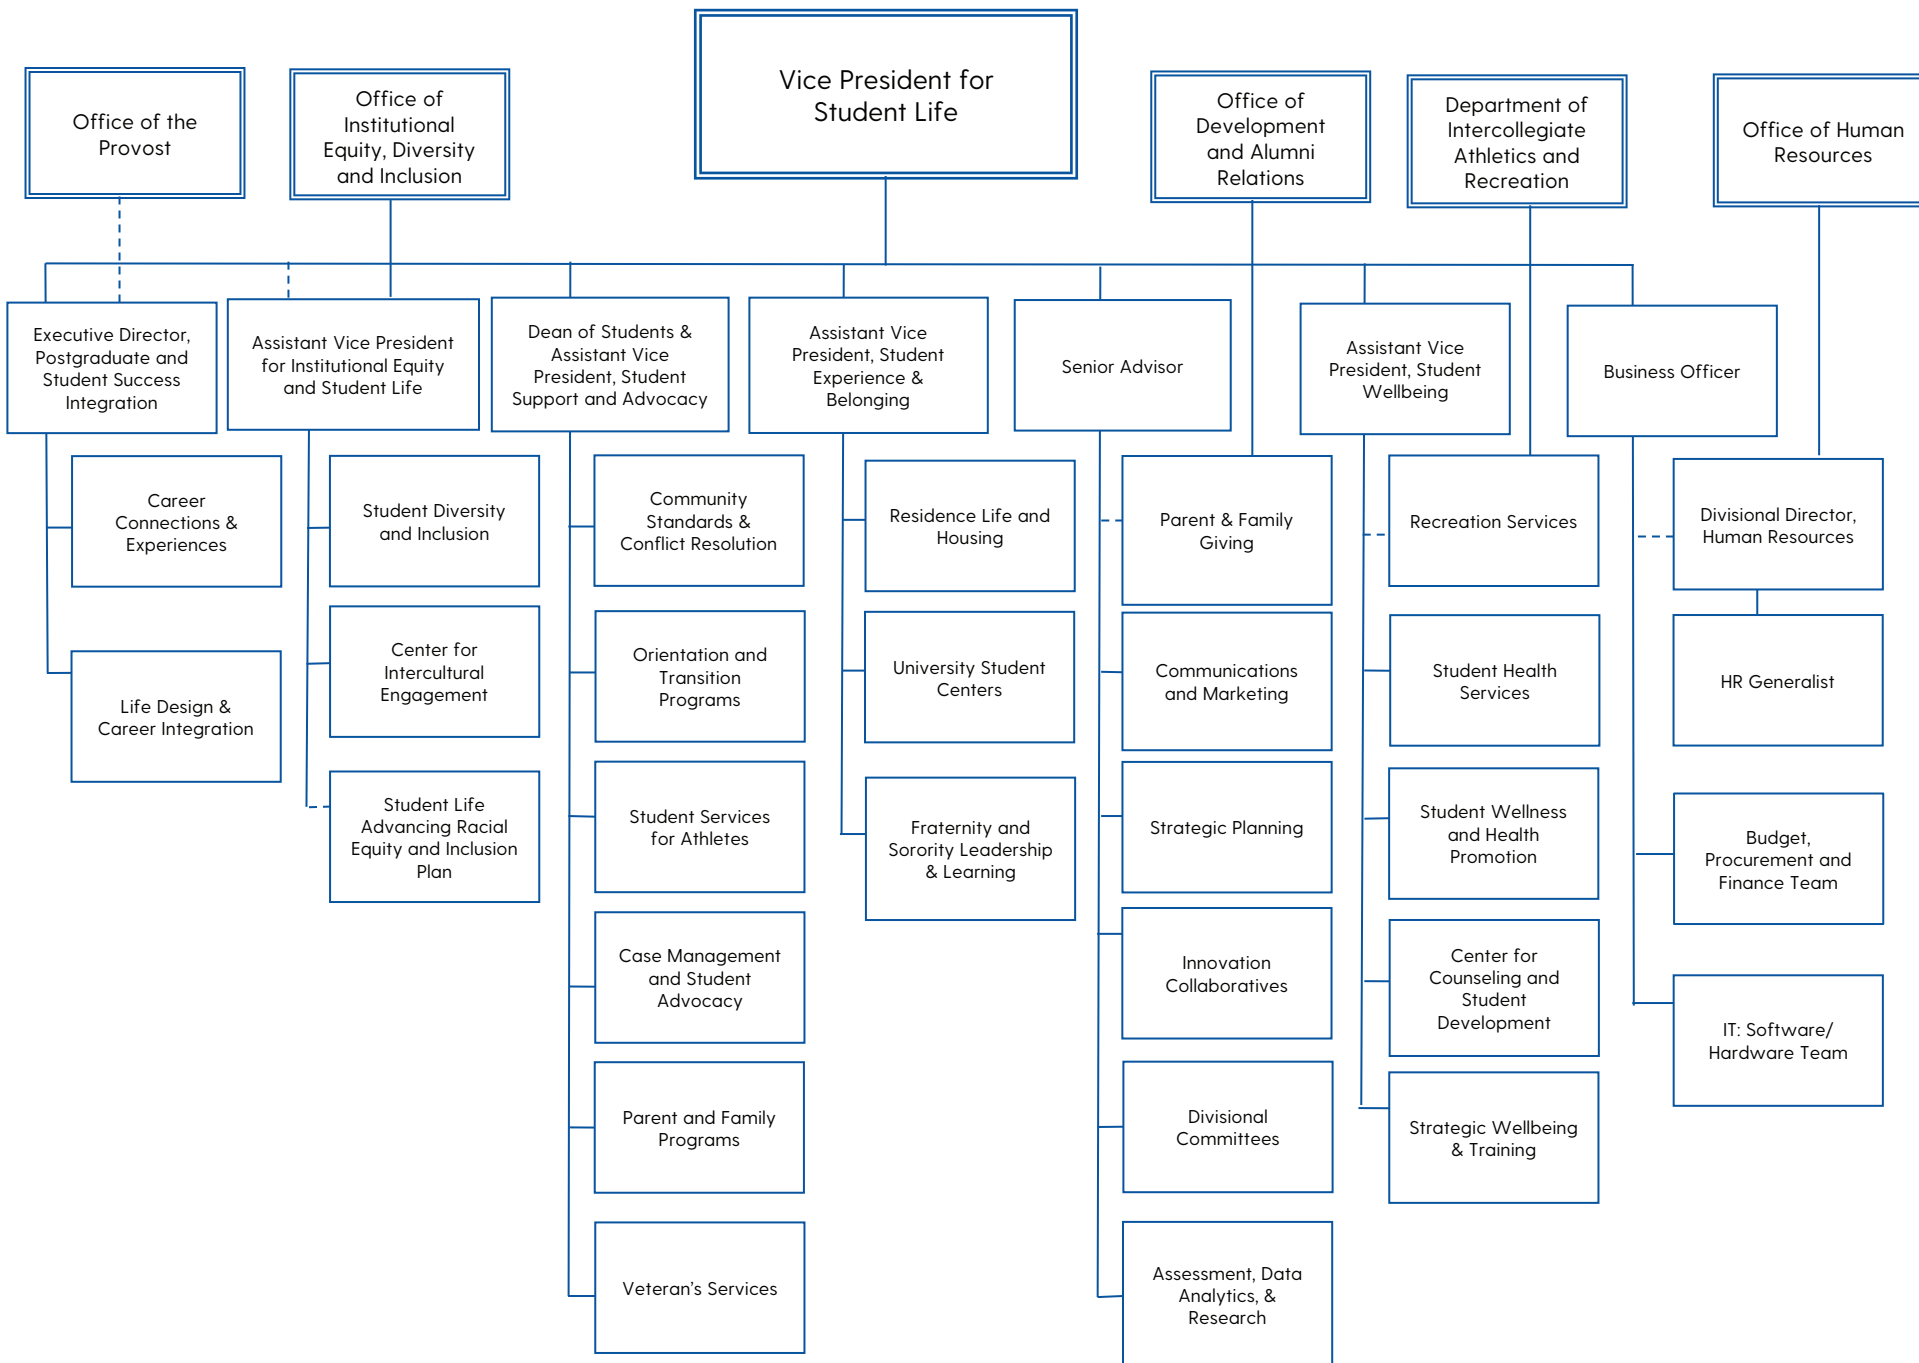 Vice President for
Student Life
Office of the
Provost
Office of
Institutional
Equity, Diversity
and Inclusion
Office of
Development
and Alumni
Relations
Department of
Intercollegiate
Athletics and
Recreation
Office of Human
Resources
Executive Director,
Postgraduate and
Student Success
Integration
Assistant Vice President
for Institutional Equity
and Student Life
Dean of Students &
Assistant Vice
President, Student
Support and Advocacy
Assistant Vice
President, Student
Experience &
Belonging
Senior Advisor
Assistant Vice
President, Student
Wellbeing
Business Officer
Career
Connections &
Experiences
Life Design &
Career Integration
Student Diversity
and Inclusion
Center for
Intercultural
Engagement
Student Life
Advancing Racial
Equity and Inclusion
Plan
Community
Standards &
Conflict Resolution
Orientation and
Transition
Programs
Student Services
for Athletes
Case Management
and Student
Advocacy
Parent and Family
Programs
Veteran's Services
Residence Life and
Housing
University Student
Centers
Fraternity and
Sorority Leadership
& Learning
Parent & Family
Giving
Communications
and Marketing
Strategic Planning
Innovation
Collaboratives
Divisional
Committees
Assessment, Data
Analytics, &
Research
Recreation Services
Student Health
Services
Student Wellness
and Health
Promotion
Center for
Counseling and
Student
Development
Strategic Wellbeing
& Training
Divisional Director,
Human Resources
HR Generalist
Budget,
Procurement and
Finance Team
IT: Software/
Hardware Team